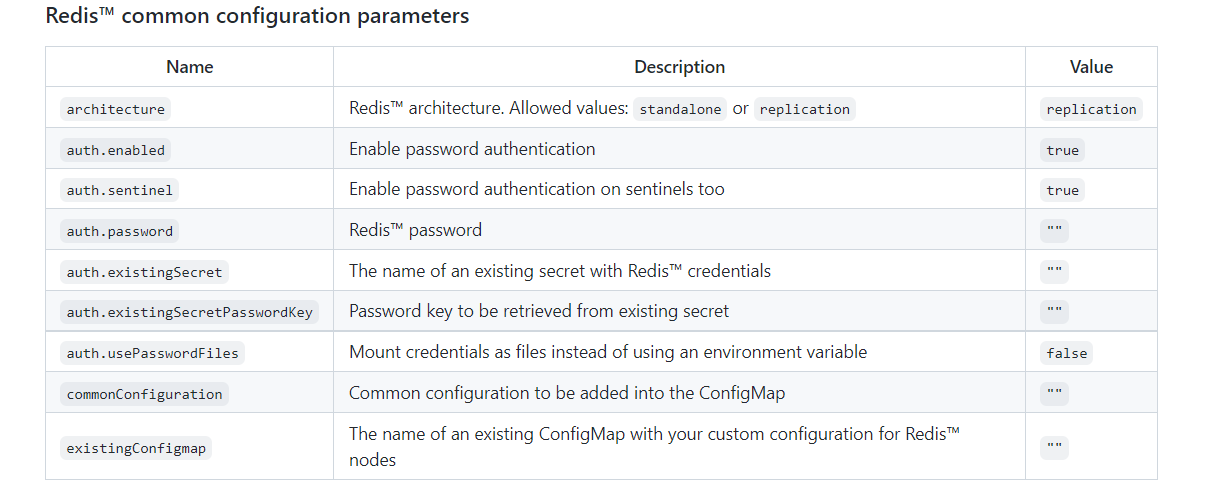 Redis™ common configuration parameters
Name Description Value
architecture Redis™ architecture. Allowed values: standalone or replication replication
auth.enabled Enable password authentication true
auth.sentinel Enable password authentication on sentinels too true
auth.password Redis™ password ""
auth.existingSecret The name of an existing secret with Redis™ credentials ""
auth.existingSecretPasswordKey Password key to be retrieved from existing secret ""
auth.usePasswordFiles Mount credentials as files instead of using an environment variable false
commonConfiguration Common configuration to be added into the ConfigMap ""
existingConfigmap The name of an existing ConfigMap with your custom configuration for Redis™
nodes ""